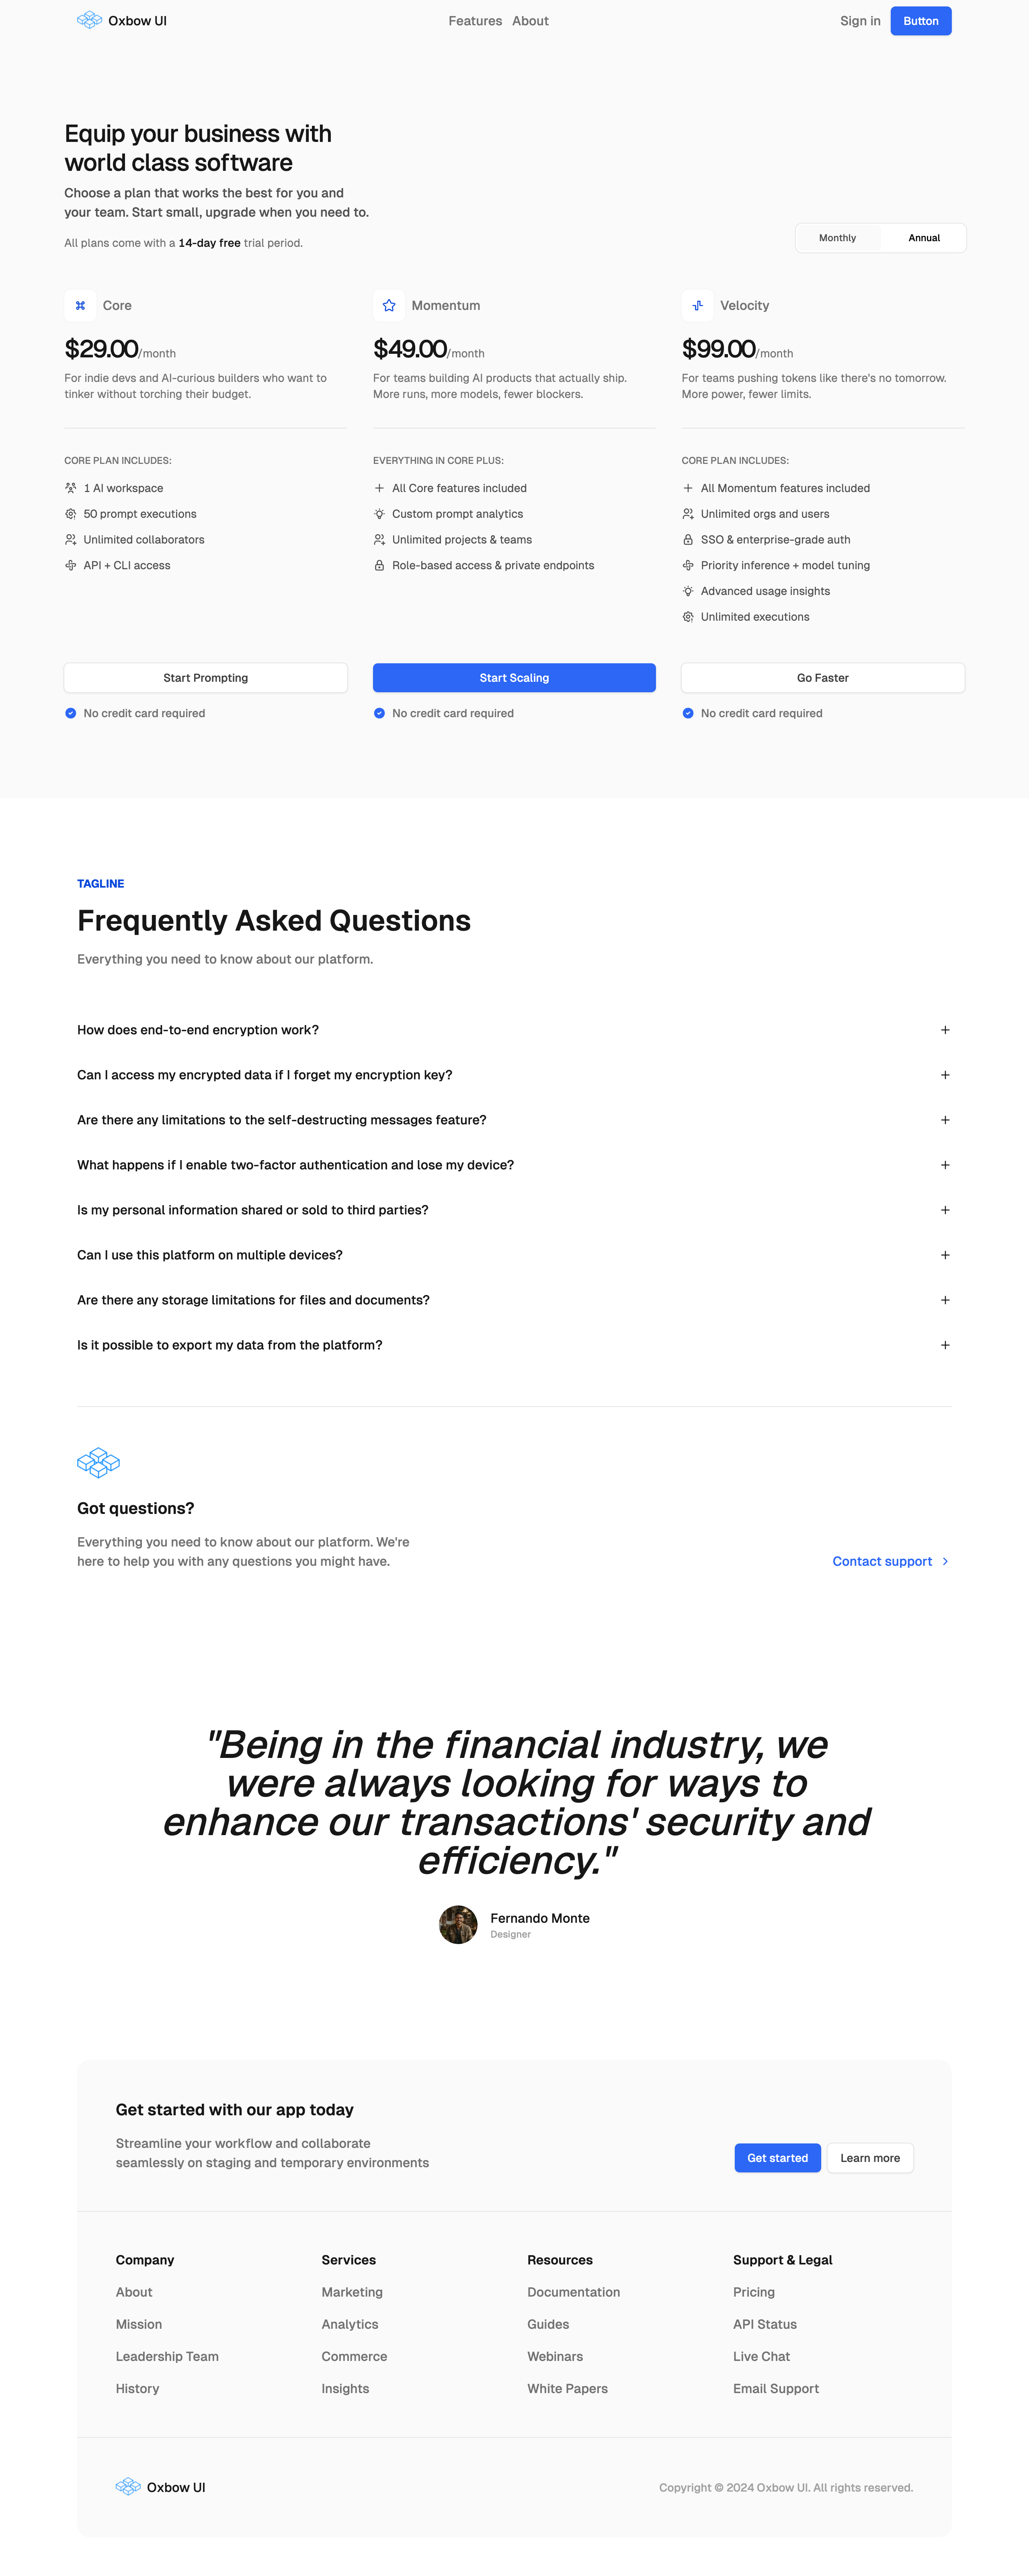 Oxbow UI
Features About
Sign in
Button
Equip your business with
world class software
Choose a plan that works the best for you and
your team. Start small, upgrade when you need to.
All plans come with a 14-day free trial period.
Monthly
Annual
Core
$29.00/month
For indie devs and AI-curious builders who want to
tinker without torching their budget.
CORE PLAN INCLUDES:
1 AI workspace
50 prompt executions
Unlimited collaborators
API + CLI access
Start Prompting
No credit card required
Momentum
$49.00/month
For teams building AI products that actually ship.
More runs, more models, fewer blockers.
EVERYTHING IN CORE PLUS:
All Core features included
Custom prompt analytics
Unlimited projects & teams
Role-based access & private endpoints
Start Scaling
No credit card required
Velocity
$99.00/month
For teams pushing tokens like there's no tomorrow.
More power, fewer limits.
CORE PLAN INCLUDES:
All Momentum features included
Unlimited orgs and users
SSO & enterprise-grade auth
Priority inference + model tuning
Advanced usage insights
Unlimited executions
Go Faster
No credit card required
TAGLINE
Frequently Asked Questions
Everything you need to know about our platform.
How does end-to-end encryption work?
Can I access my encrypted data if I forget my encryption key?
Are there any limitations to the self-destructing messages feature?
What happens if I enable two-factor authentication and lose my device?
Is my personal information shared or sold to third parties?
Can I use this platform on multiple devices?
Are there any storage limitations for files and documents?
Is it possible to export my data from the platform?
Got questions?
Everything you need to know about our platform. We're
here to help you with any questions you might have.
Contact support
"Being in the financial industry, we
were always looking for ways to
enhance our transactions' security and
efficiency."
Fernando Monte
Designer
Get started with our app today
Streamline your workflow and collaborate
seamlessly on staging and temporary environments
Get started
Learn more
Company
About
Mission
Leadership Team
History
Services
Marketing
Analytics
Commerce
Insights
Resources
Documentation
Guides
Webinars
White Papers
Support & Legal
Pricing
API Status
Live Chat
Email Support
Oxbow UI
Copyright © 2024 Oxbow UI. All rights reserved.